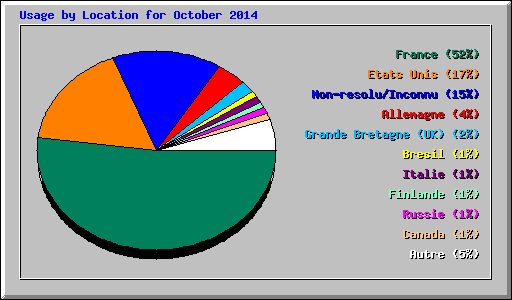 Usage by Location for October 2014
France (52%)
Etats Unis (17%)
Non-resolu/Inconnu (15%)
Allemagne (4%)
Grande Bretagne (UK) (2%)
Bresil (1%)
Italie (1%)
Finlande (1%)
Russie (1%)
Canada (1%)
Autre (5%)